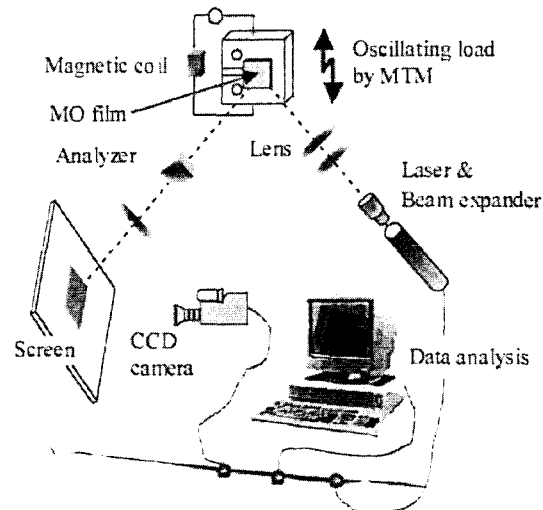 Oscillating load
by MTM
Magnetic coil
MO film
Analyzer
Lens
Laser &
Beam expander
Screen
CCD
camera
Data analysis